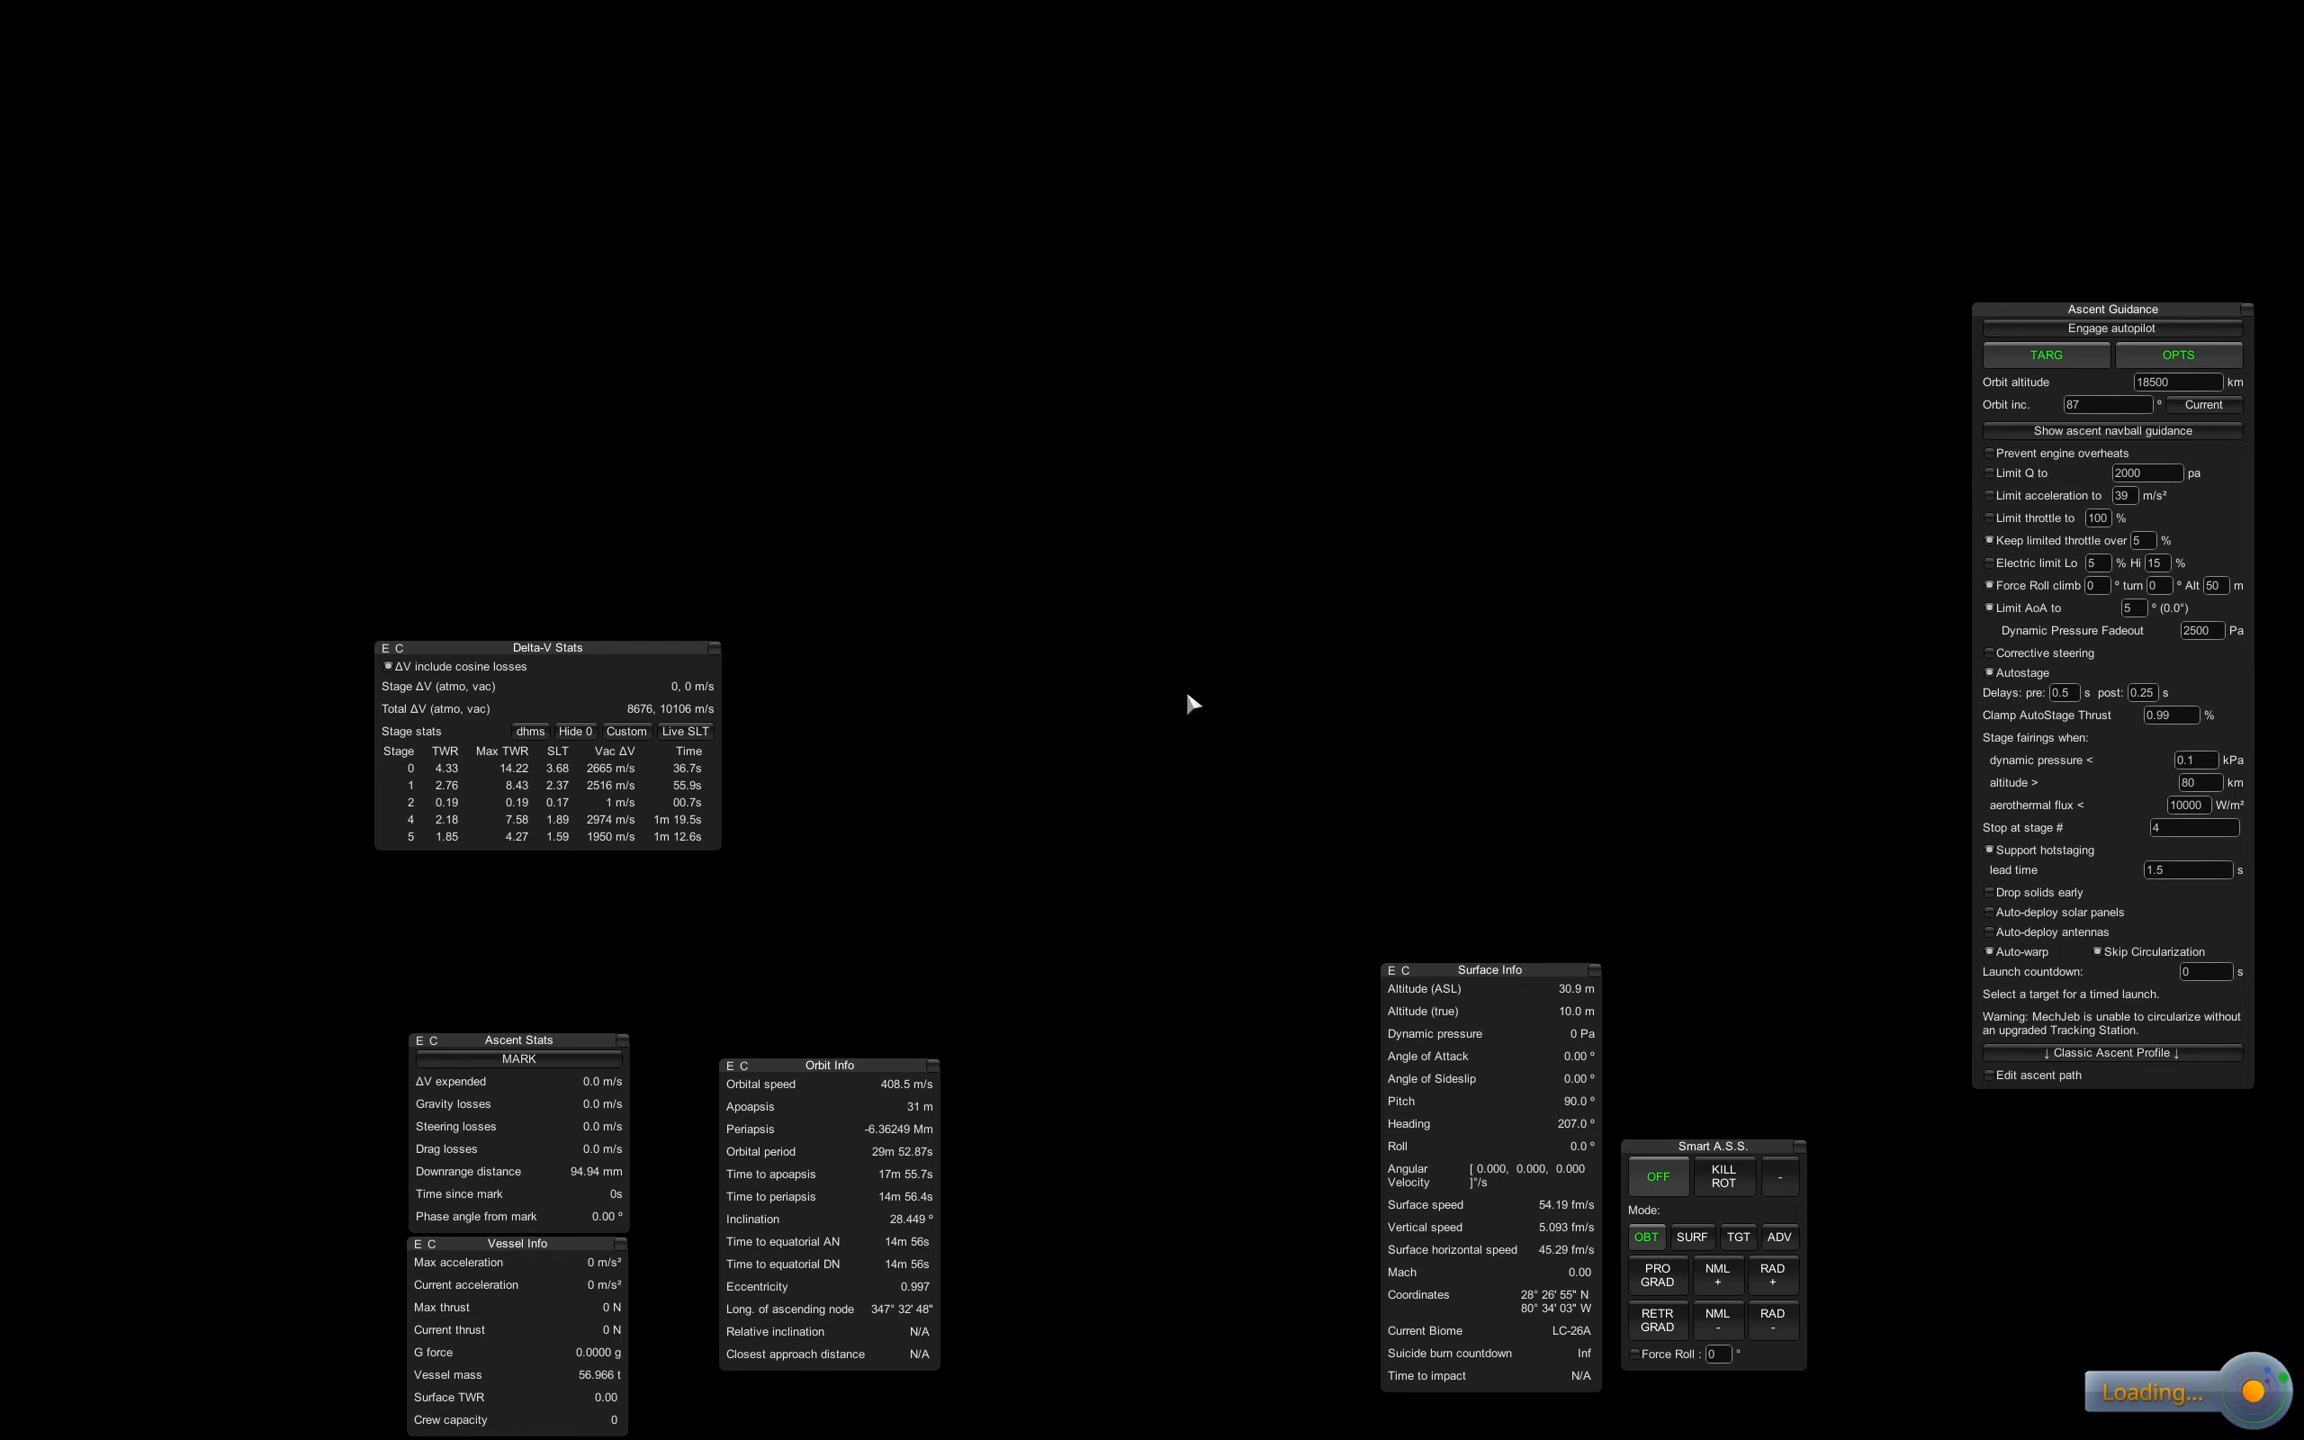 Ascent Guidance
Engage autopilot
TARG OPTS
Orbit altitude 18500 km
Orbit inc. 87 º Current
Show ascent navball guidance
Prevent engine overheats
Limit Q to 2000 pa
Limit acceleration to 39 m/s²
Limit throttle to 100 %
Keep limited throttle over 5 %
Electric limit Lo 5 % Hi 15 %
Force Roll climb 0 º turn 0 º Alt 50 m
Limit AoA to 5 º (0.0°)
Dynamic Pressure Fadeout 2500 Pa
Corrective steering
Autostage
Delays: pre: 0.5 s post: 0.25 s
Clamp AutoStage Thrust 0.99 %
Stage fairings when:
dynamic pressure < 0.1 kPa
altitude > 80 km
aerothermal flux < 10000 W/m²
Stop at stage # 4
Support hotstaging
lead time 1.5 s
Drop solids early
Auto-deploy solar panels
Auto-deploy antennas
Auto-warp Skip Circularization
Launch countdown: 0 s
Select a target for a timed launch.
Warning: MechJeb is unable to circularize without
an upgraded Tracking Station.
↓ Classic Ascent Profile ↓
Edit ascent path
E C Delta-V Stats
ΔV include cosine losses
Stage ΔV (atmo, vac) 0, 0 m/s
Total ΔV (atmo, vac) 8676, 10106 m/s
Stage stats dhms Hide 0 Custom Live SLT
Stage TWR Max TWR SLT Vac ΔV Time
0 4.33 14.22 3.68 2665 m/s 36.7s
1 2.76 8.43 2.37 2516 m/s 55.9s
2 0.19 0.19 0.17 1 m/s 00.7s
4 2.18 7.58 1.89 2974 m/s 1m 19.5s
5 1.85 4.27 1.59 1950 m/s 1m 12.6s
E C Ascent Stats
MARK
ΔV expended 0.0 m/s
Gravity losses 0.0 m/s
Steering losses 0.0 m/s
Drag losses 0.0 m/s
Downrange distance 94.94 mm
Time since mark 0s
Phase angle from mark 0.00 º
E C Vessel Info
Max acceleration 0 m/s²
Current acceleration 0 m/s²
Max thrust 0 N
Current thrust 0 N
G force 0.0000 g
Vessel mass 56.966 t
Surface TWR 0.00
Crew capacity 0
E C Orbit Info
Orbital speed 408.5 m/s
Apoapsis 31 m
Periapsis -6.36249 Mm
Orbital period 29m 52.87s
Time to apoapsis 17m 55.7s
Time to periapsis 14m 56.4s
Inclination 28.449 º
Time to equatorial AN 14m 56s
Time to equatorial DN 14m 56s
Eccentricity 0.997
Long. of ascending node 347° 32' 48"
Relative inclination N/A
Closest approach distance N/A
E C Surface Info
Altitude (ASL) 30.9 m
Altitude (true) 10.0 m
Dynamic pressure 0 Pa
Angle of Attack 0.00 º
Angle of Sideslip 0.00 º
Pitch 90.0 º
Heading 207.0 º
Roll 0.0 º
Angular [ 0.000, 0.000, 0.000
Velocity ]°/s
Surface speed 54.19 fm/s
Vertical speed 5.093 fm/s
Surface horizontal speed 45.29 fm/s
Mach 0.00
Coordinates 28° 26' 55" N
80° 34' 03" W
Current Biome LC-26A
Suicide burn countdown Inf
Time to impact N/A
Smart A.S.S.
OFF KILL ROT -
Mode:
OBT SURF TGT ADV
PRO GRAD NML + RAD +
RETR GRAD NML - RAD -
Force Roll : 0 °
Loading...